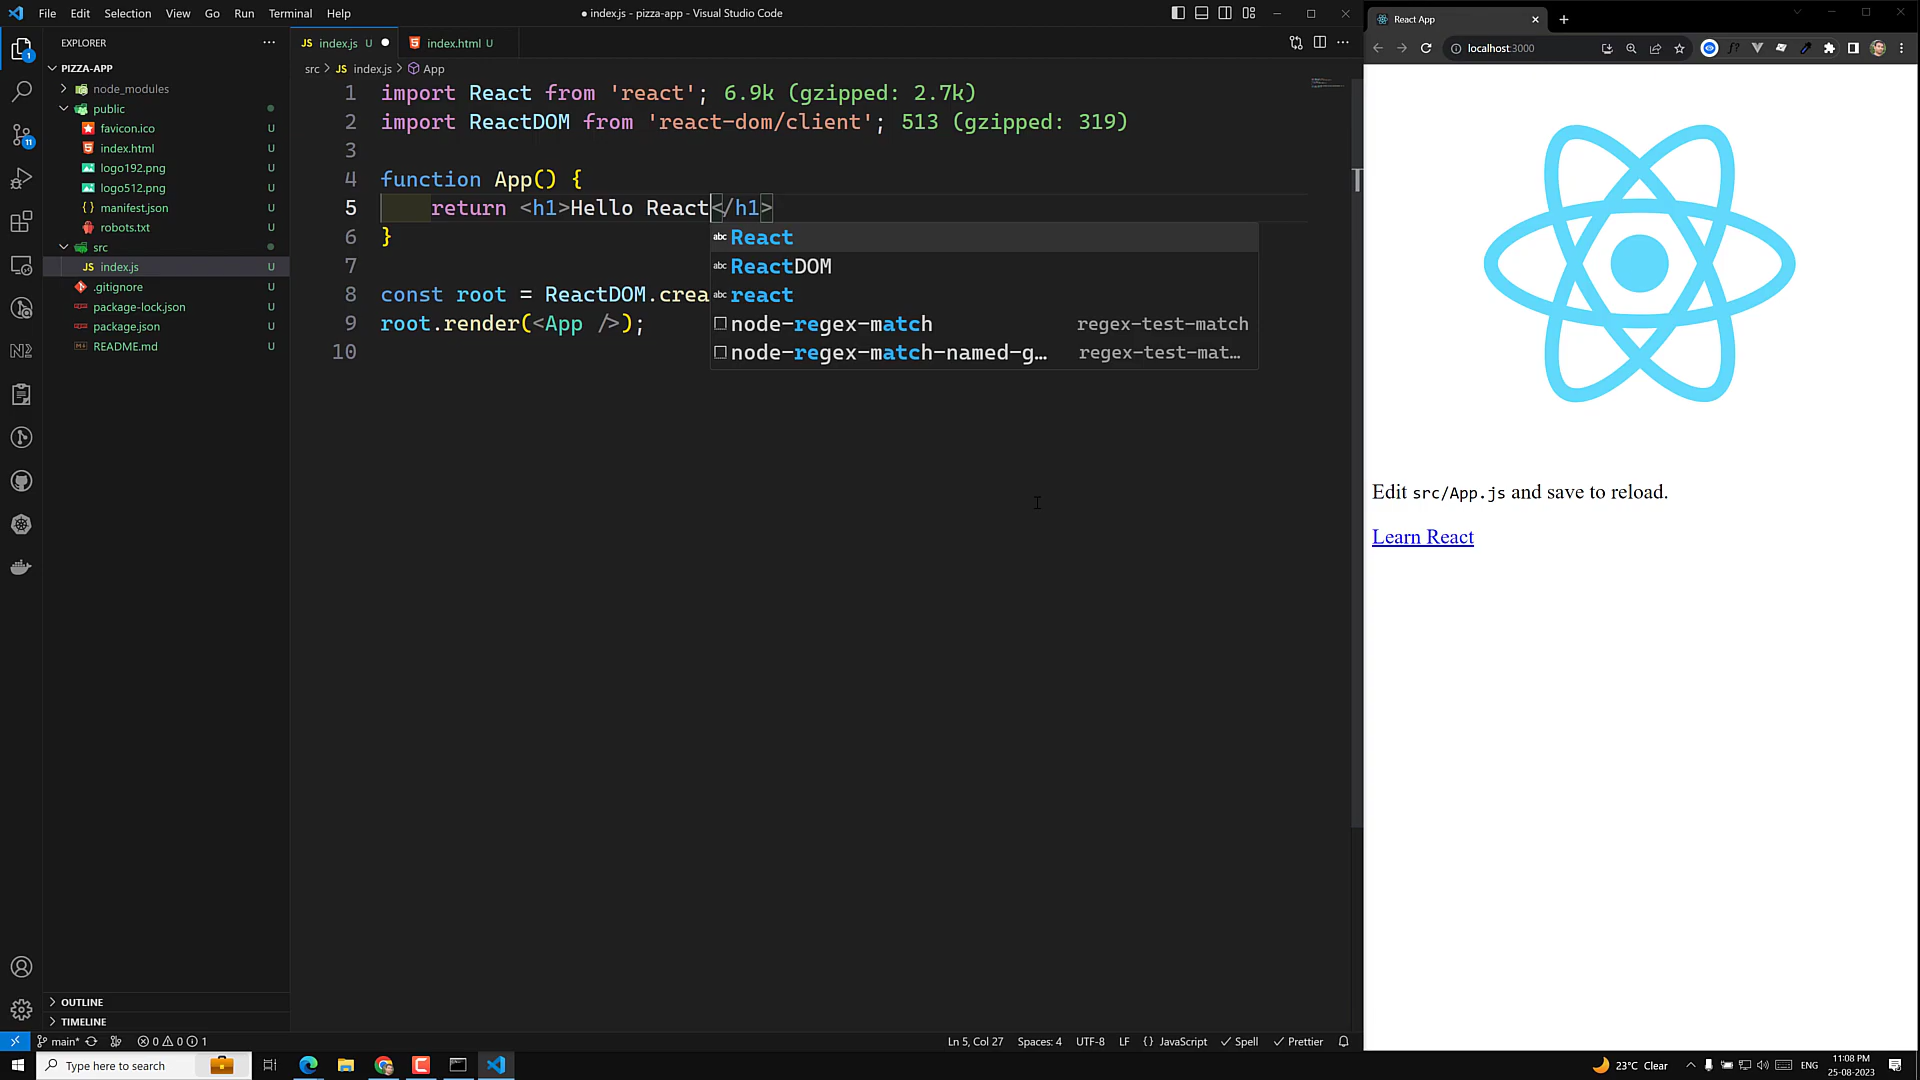 File Edit Selection View Go Run Terminal Help
● index.js - pizza-app - Visual Studio Code
EXPLORER
PIZZA-APP
node_modules
public
favicon.ico U
index.html U
logo192.png U
logo512.png U
manifest.json U
robots.txt U
src
JS index.js U
.gitignore U
package-lock.json U
package.json U
README.md U
OUTLINE
TIMELINE
JS index.js U ●
index.html U
src > JS index.js > App
1 import React from 'react'; 6.9k (gzipped: 2.7k)
2 import ReactDOM from 'react-dom/client'; 513 (gzipped: 319)
3
4 function App() {
5 return <h1>Hello React</h1>
6 }
7
8 const root = ReactDOM.crea
9 root.render(<App />);
10
abc React
abc ReactDOM
abc react
node-regex-match regex-test-match
node-regex-match-named-g… regex-test-mat…
React App
localhost:3000
Edit src/App.js and save to reload.
Learn React
main* 0 0 1
Ln 5, Col 27 Spaces: 4 UTF-8 LF {} JavaScript Spell Prettier
Type here to search
23°C Clear
ENG
11:08 PM
25-08-2023